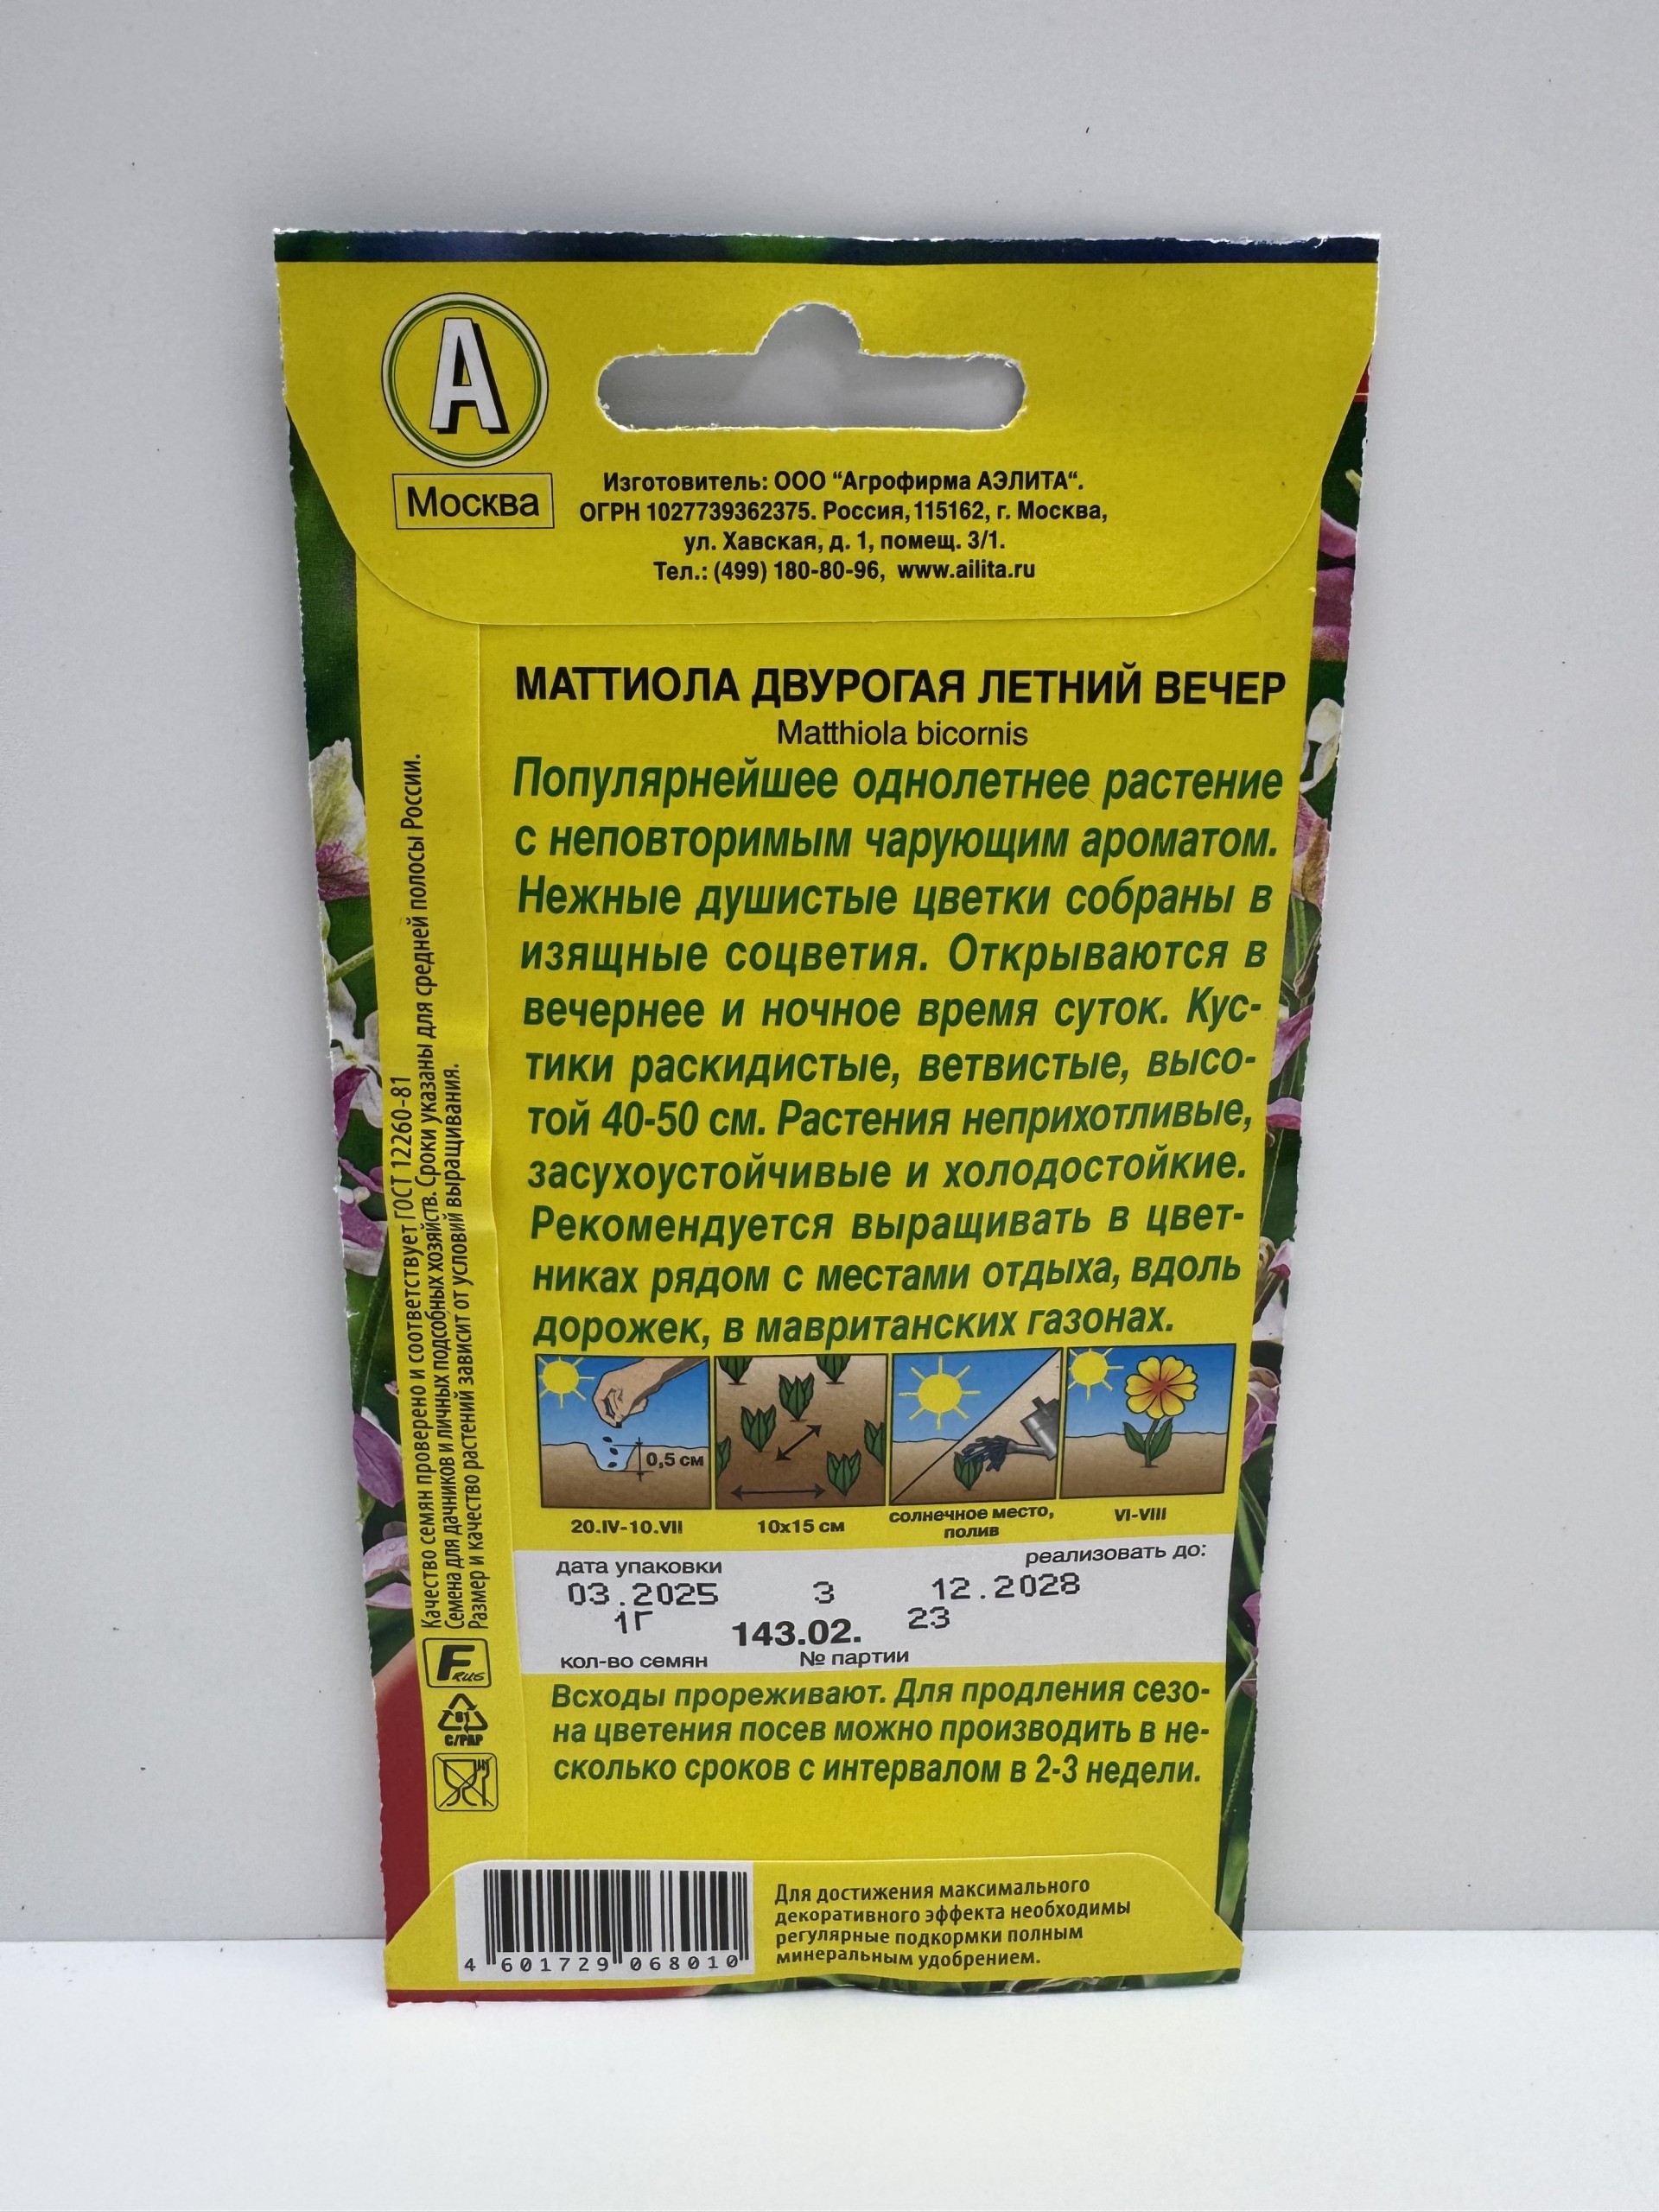 А
Москва
Изготовитель: ООО “Агрофирма АЭЛИТА“.
ОГРН 1027739362375. Россия, 115162, г. Москва,
ул. Хавская, д. 1, помещ. 3/1.
Тел.: (499) 180-80-96, www.ailita.ru
МАТТИОЛА ДВУРОГАЯ ЛЕТНИЙ ВЕЧЕР
Matthiola bicornis
Популярнейшее однолетнее растение
с неповторимым чарующим ароматом.
Нежные душистые цветки собраны в
изящные соцветия. Открываются в
вечернее и ночное время суток. Кус-
тики раскидистые, ветвистые, высо-
той 40-50 см. Растения неприхотливые,
засухоустойчивые и холодостойкие.
Рекомендуется выращивать в цвет-
никах рядом с местами отдыха, вдоль
дорожек, в мавританских газонах.
0,5 см
20.IV-10.VII
10х15 см
солнечное место,
полив
VI-VIII
дата упаковки
реализовать до:
03.2025 3 12.2028
1Г 143.02. 23
кол-во семян № партии
Всходы прореживают. Для продления сезо-
на цветения посев можно производить в не-
сколько сроков с интервалом в 2-3 недели.
Качество семян проверено и соответствует ГОСТ 12260-81
Семена для дачников и личных подсобных хозяйств. Сроки указаны для средней полосы России.
Размер и качество растений зависит от условий выращивания.
F RUS
81
C/PAP
4 601729 068010
Для достижения максимального
декоративного эффекта необходимы
регулярные подкормки полным
минеральным удобрением.